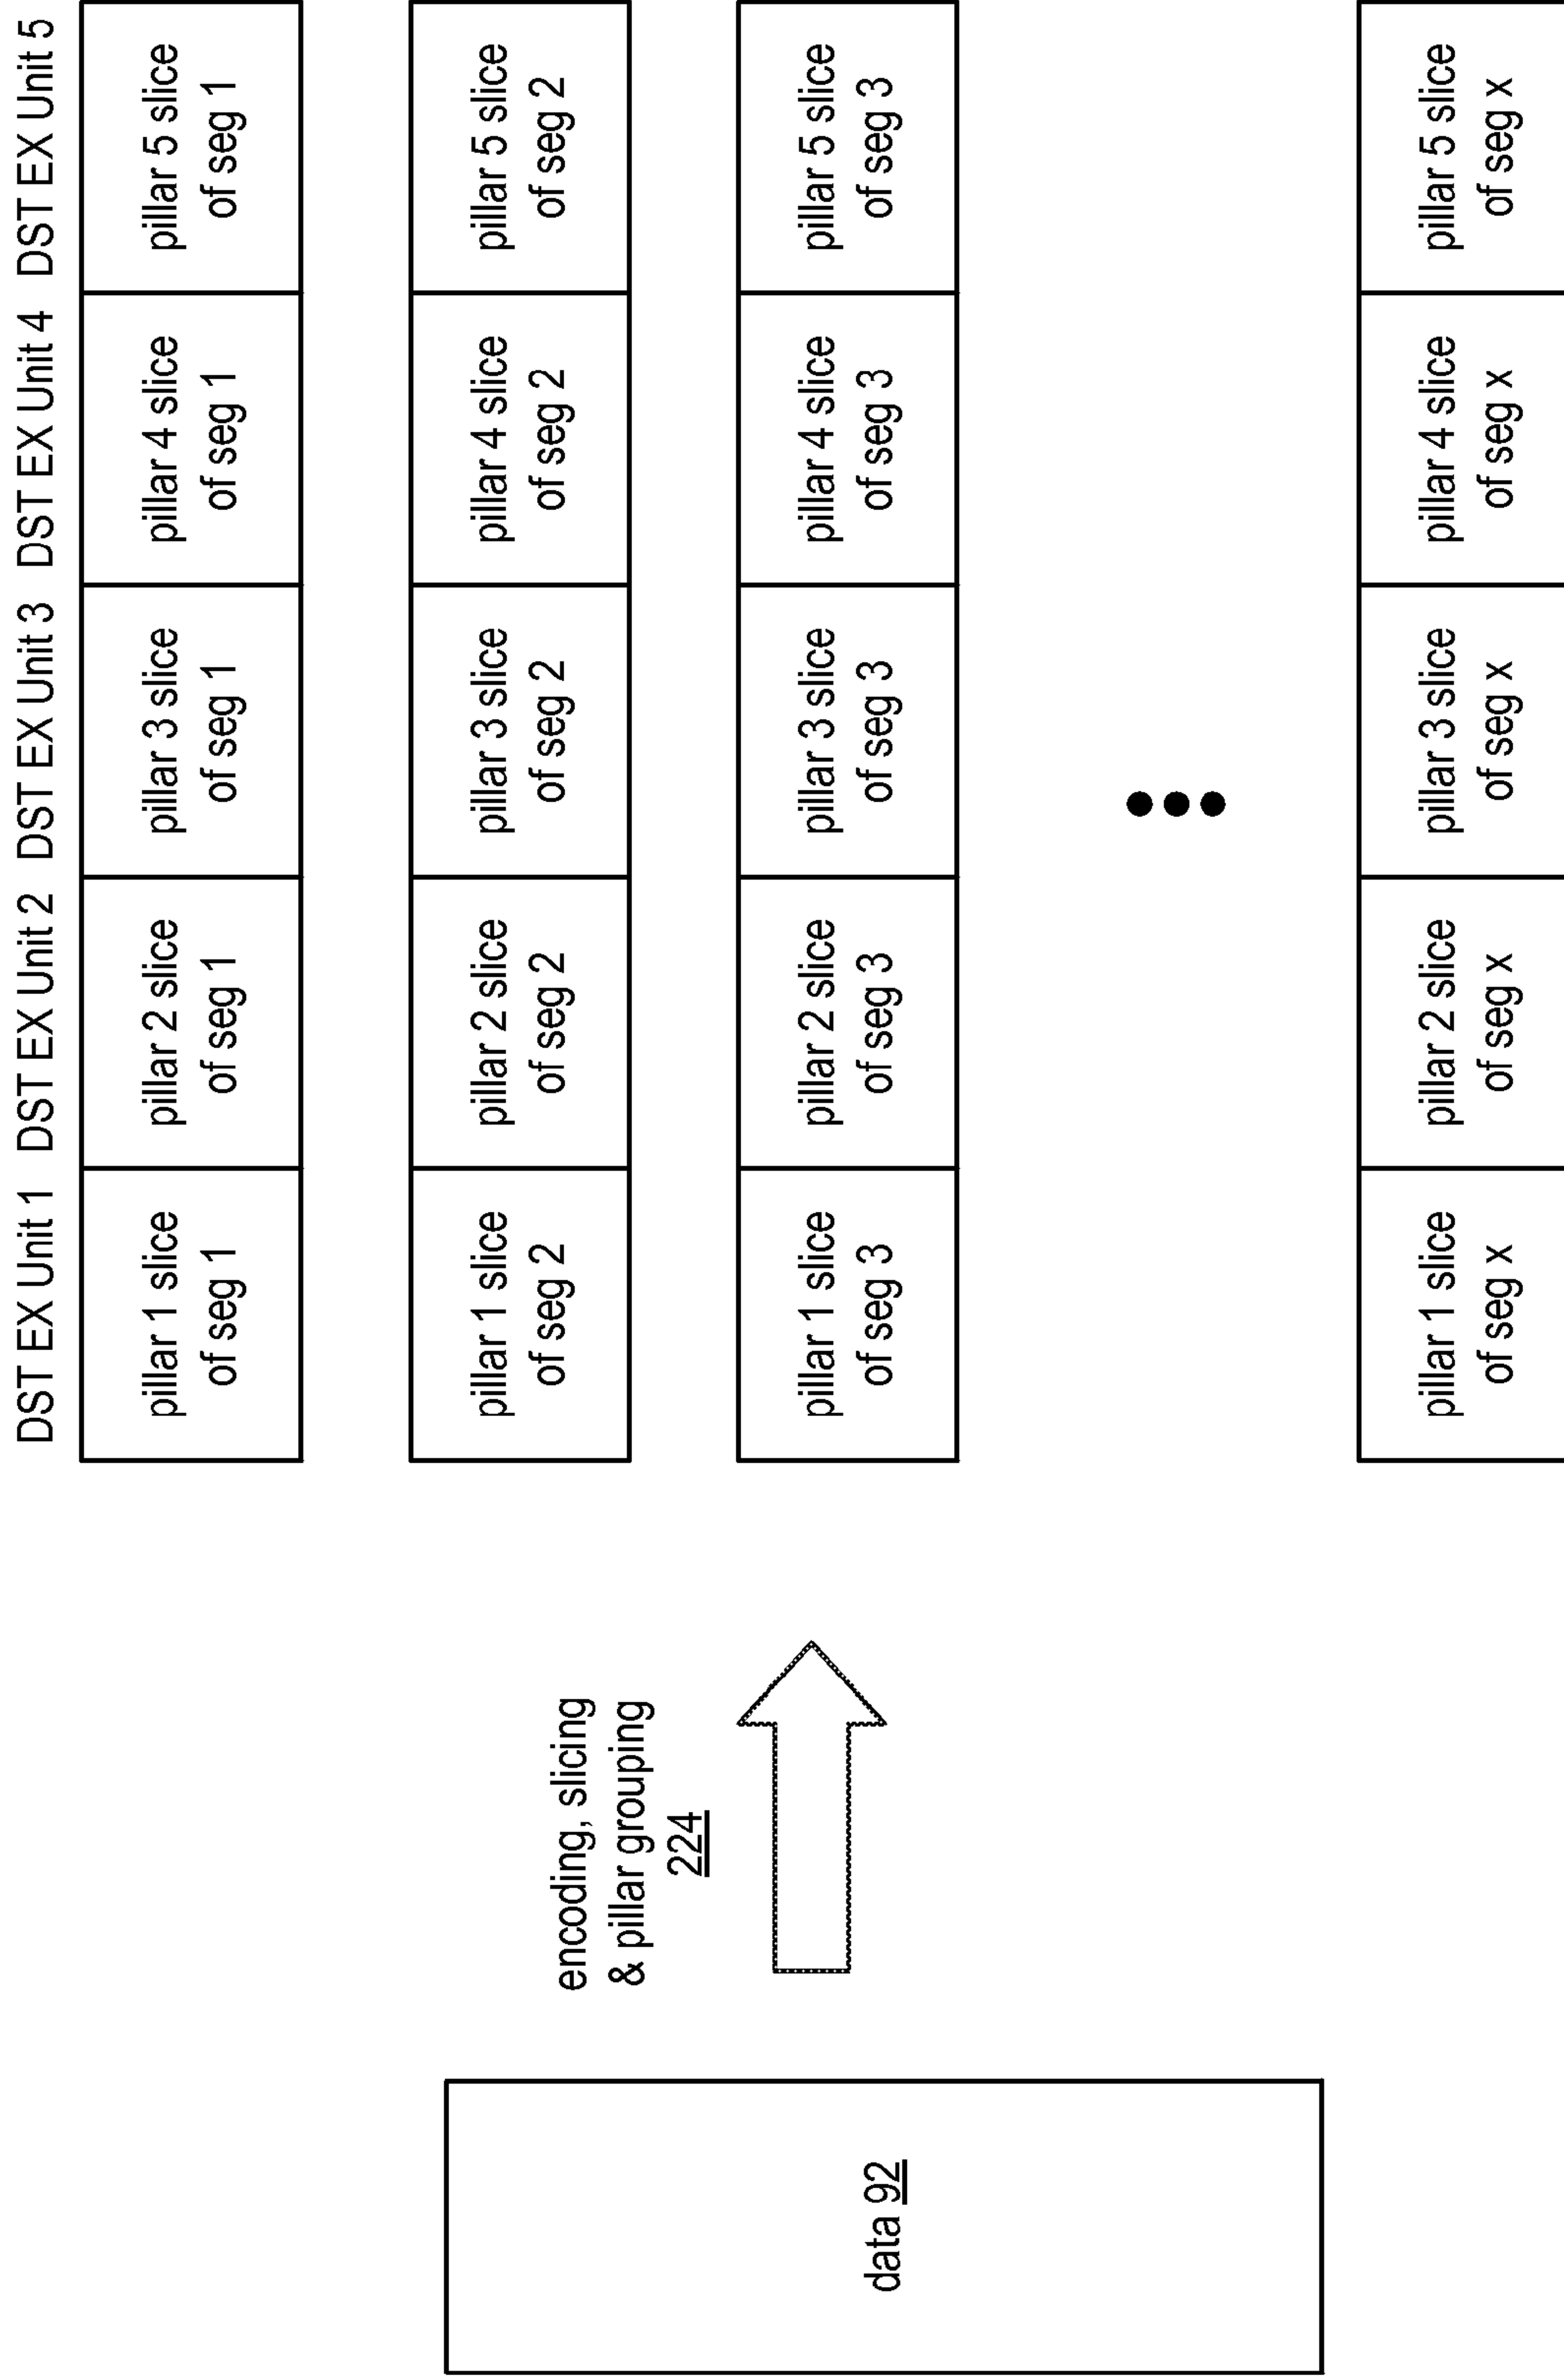 data 92
encoding, slicing
& pillar grouping
224
DST EX Unit 1 DST EX Unit 2 DST EX Unit 3 DST EX Unit 4 DST EX Unit 5
pillar 1 slice
of seg 1
pillar 2 slice
of seg 1
pillar 3 slice
of seg 1
pillar 4 slice
of seg 1
pillar 5 slice
of seg 1
pillar 1 slice
of seg 2
pillar 2 slice
of seg 2
pillar 3 slice
of seg 2
pillar 4 slice
of seg 2
pillar 5 slice
of seg 2
pillar 1 slice
of seg 3
pillar 2 slice
of seg 3
pillar 3 slice
of seg 3
pillar 4 slice
of seg 3
pillar 5 slice
of seg 3
pillar 1 slice
of seg x
pillar 2 slice
of seg x
pillar 3 slice
of seg x
pillar 4 slice
of seg x
pillar 5 slice
of seg x